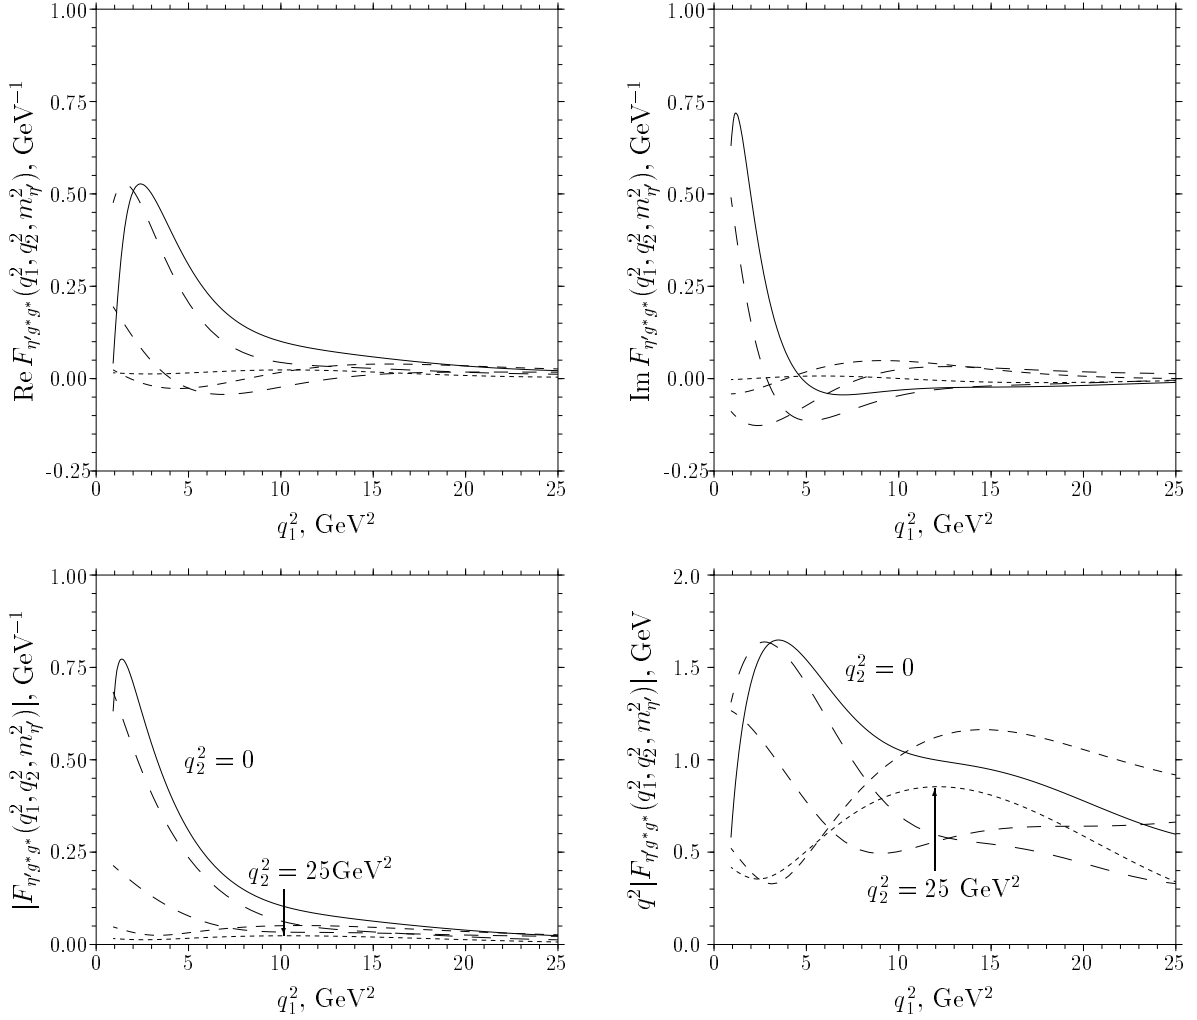 1.00
0.75
0.50
0.25
0.00
-0.25
0 5 10 15 20 25
Re F_{η′g*g*}(q_1^2, q_2^2, m_{η′}^2), GeV^{−1}
q_1^2, GeV^2
1.00
0.75
0.50
0.25
0.00
-0.25
0 5 10 15 20 25
Im F_{η′g*g*}(q_1^2, q_2^2, m_{η′}^2), GeV^{−1}
q_1^2, GeV^2
1.00
0.75
0.50
0.25
0.00
0 5 10 15 20 25
|F_{η′g*g*}(q_1^2, q_2^2, m_{η′}^2)|, GeV^{−1}
q_2^2 = 0
q_2^2 = 25GeV^2
q_1^2, GeV^2
2.0
1.5
1.0
0.5
0.0
0 5 10 15 20 25
q^2|F_{η′g*g*}(q_1^2, q_2^2, m_{η′}^2)|, GeV
q_2^2 = 0
q_2^2 = 25 GeV^2
q_1^2, GeV^2